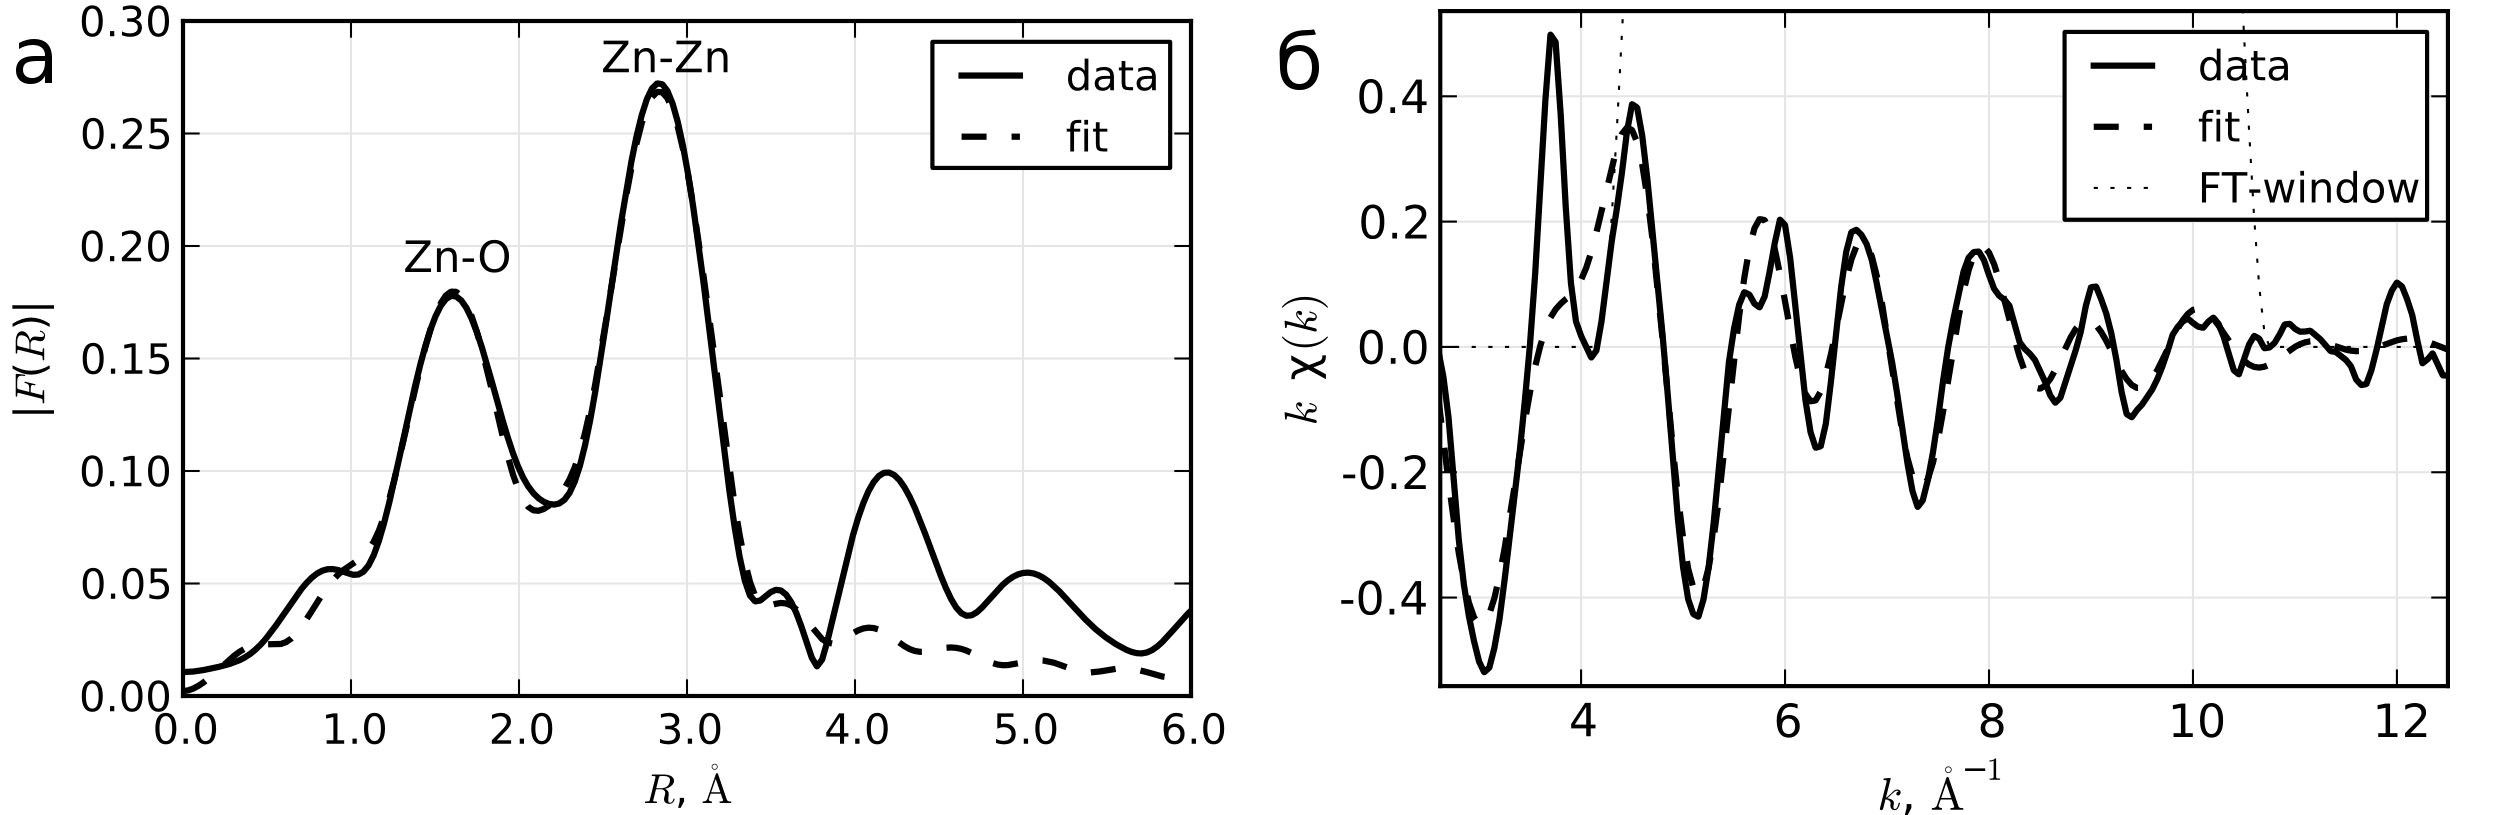 a
0.30
0.25
0.20
0.15
0.10
0.05
0.00
|F(R)|
Zn-Zn
Zn-O
data
fit
0.0 1.0 2.0 3.0 4.0 5.0 6.0
R, Å
б
0.4
0.2
0.0
-0.2
-0.4
k χ(k)
data
fit
FT-window
4 6 8 10 12
k, Å⁻¹